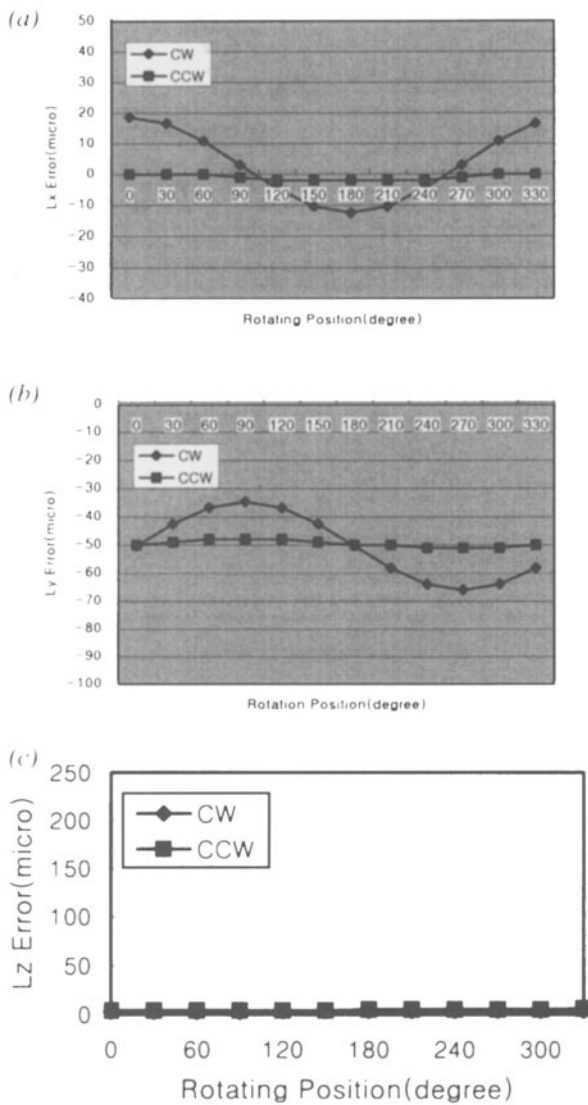 (a)
50
40
30
20
10
0
-10
-20
-30
-40
Lx Error(micro)
CW
CCW
0 30 60 90 120 150 180 210 240 270 300 330
Rotating Position(degree)
(b)
0
-10
-20
-30
-40
-50
-60
-70
-80
-90
-100
Ly Error(micro)
0 30 60 90 120 150 180 210 240 270 300 330
CW
CCW
Rotation Position(degree)
(c)
250
200
150
100
50
0
Lz Error(micro)
CW
CCW
0 60 120 180 240 300
Rotating Position(degree)